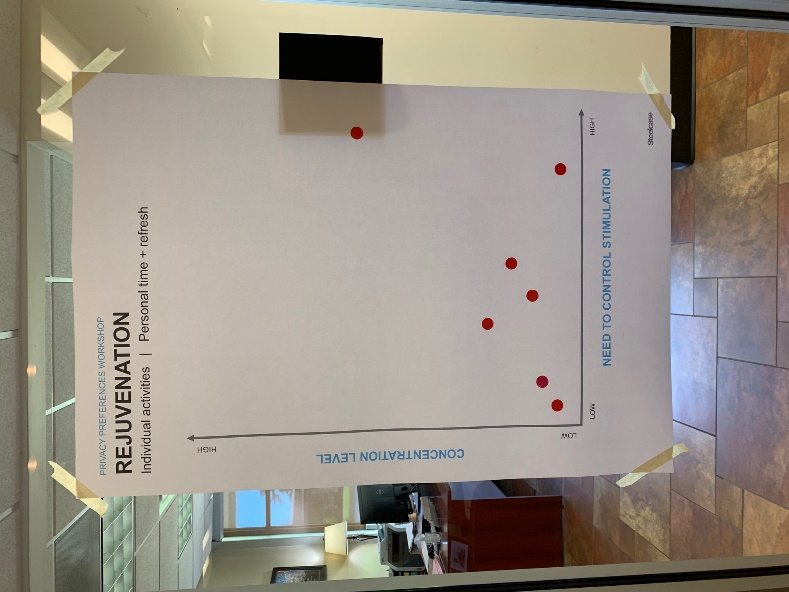 PRIVACY PREFERENCES WORKSHOP
REJUVENATION
Individual activities | Personal time + refresh
HIGH
CONCENTRATION LEVEL
LOW
LOW
HIGH
NEED TO CONTROL STIMULATION
Steelcase